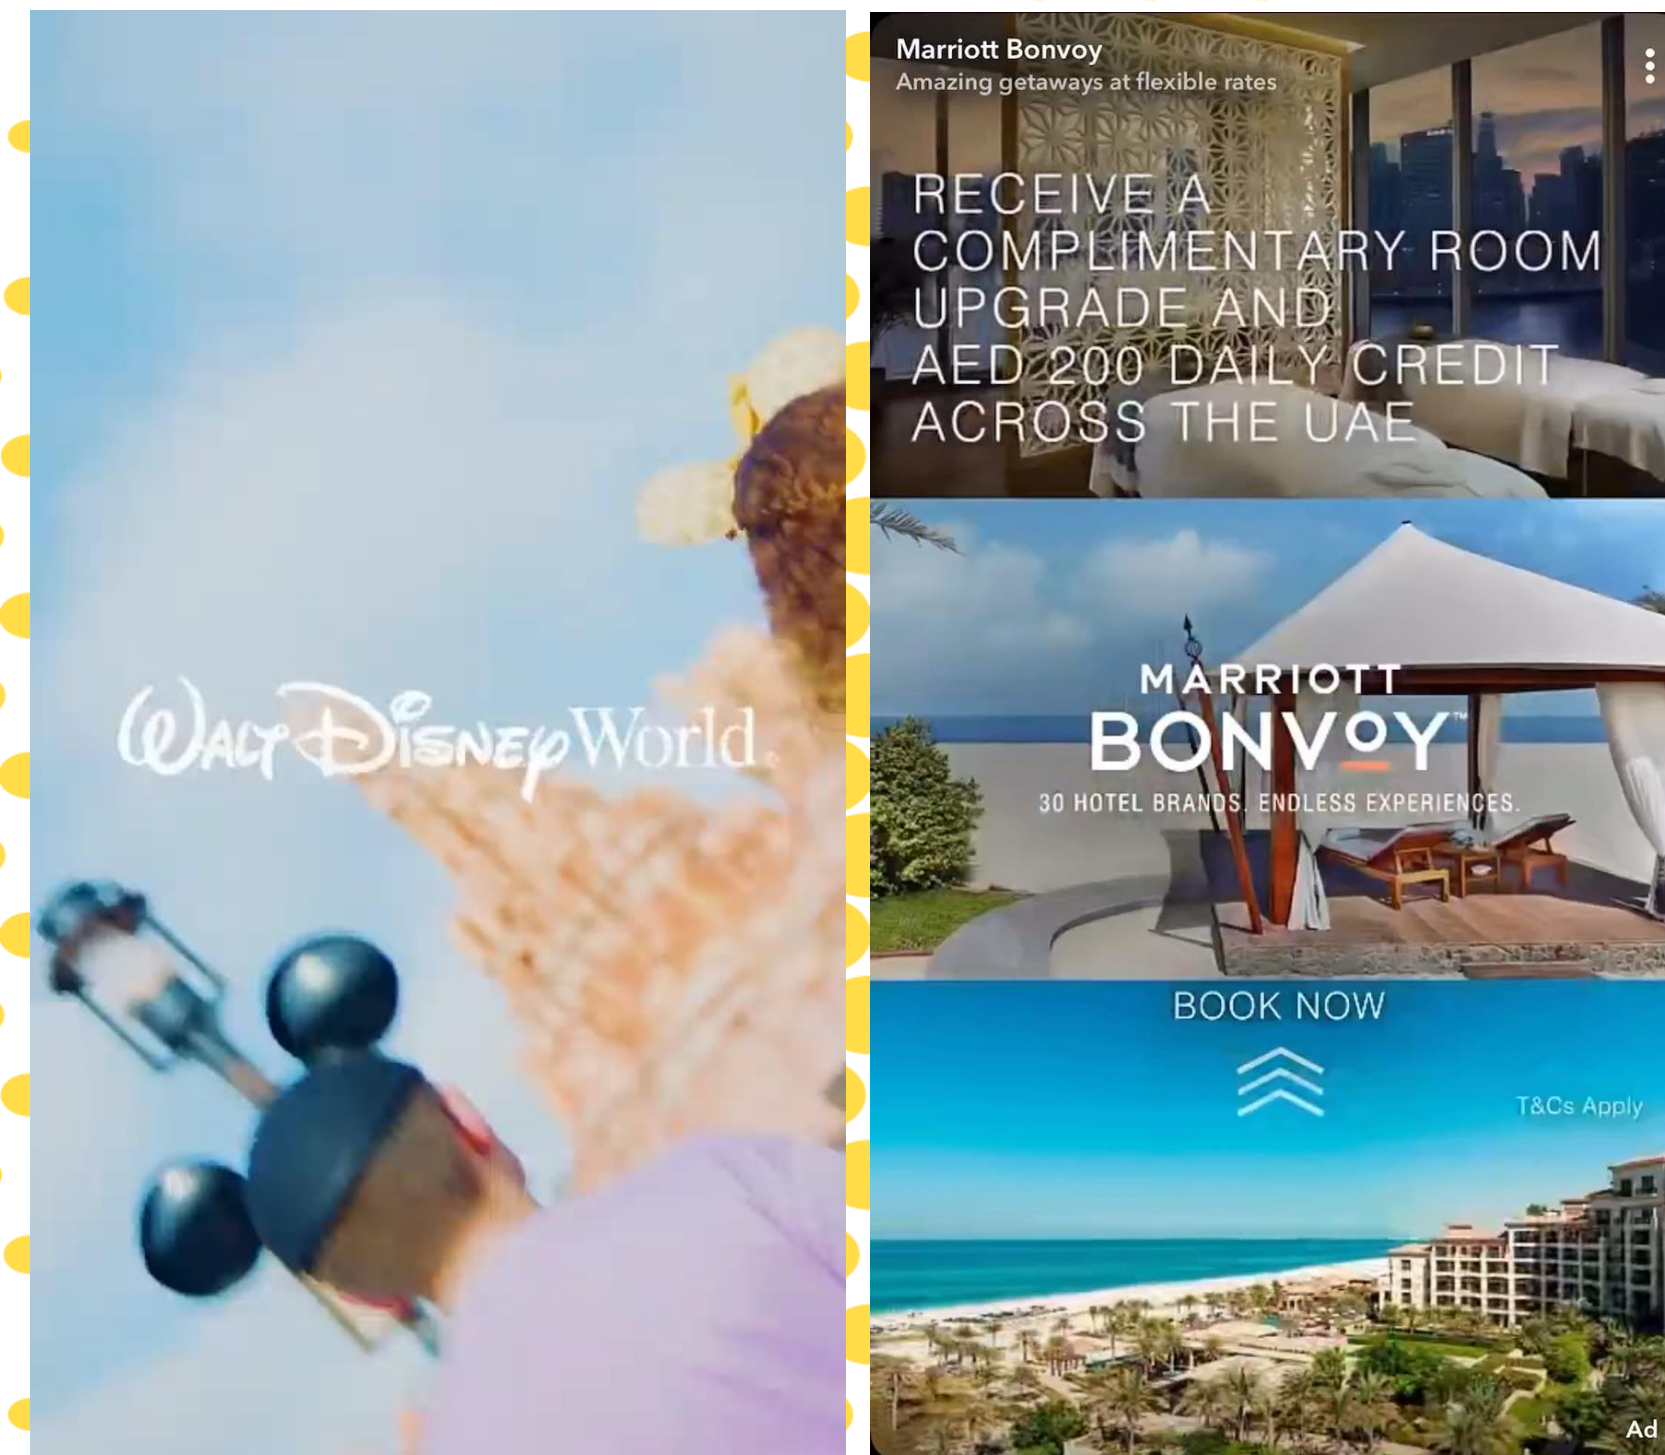 WALT DISNEY World
Marriott Bonvoy
Amazing getaways at flexible rates
RECEIVE A
COMPLIMENTARY ROOM
UPGRADE AND
AED 200 DAILY CREDIT
ACROSS THE UAE
MARRIOTT
BONVOY™
30 HOTEL BRANDS. ENDLESS EXPERIENCES.
BOOK NOW
T&Cs Apply
Ad